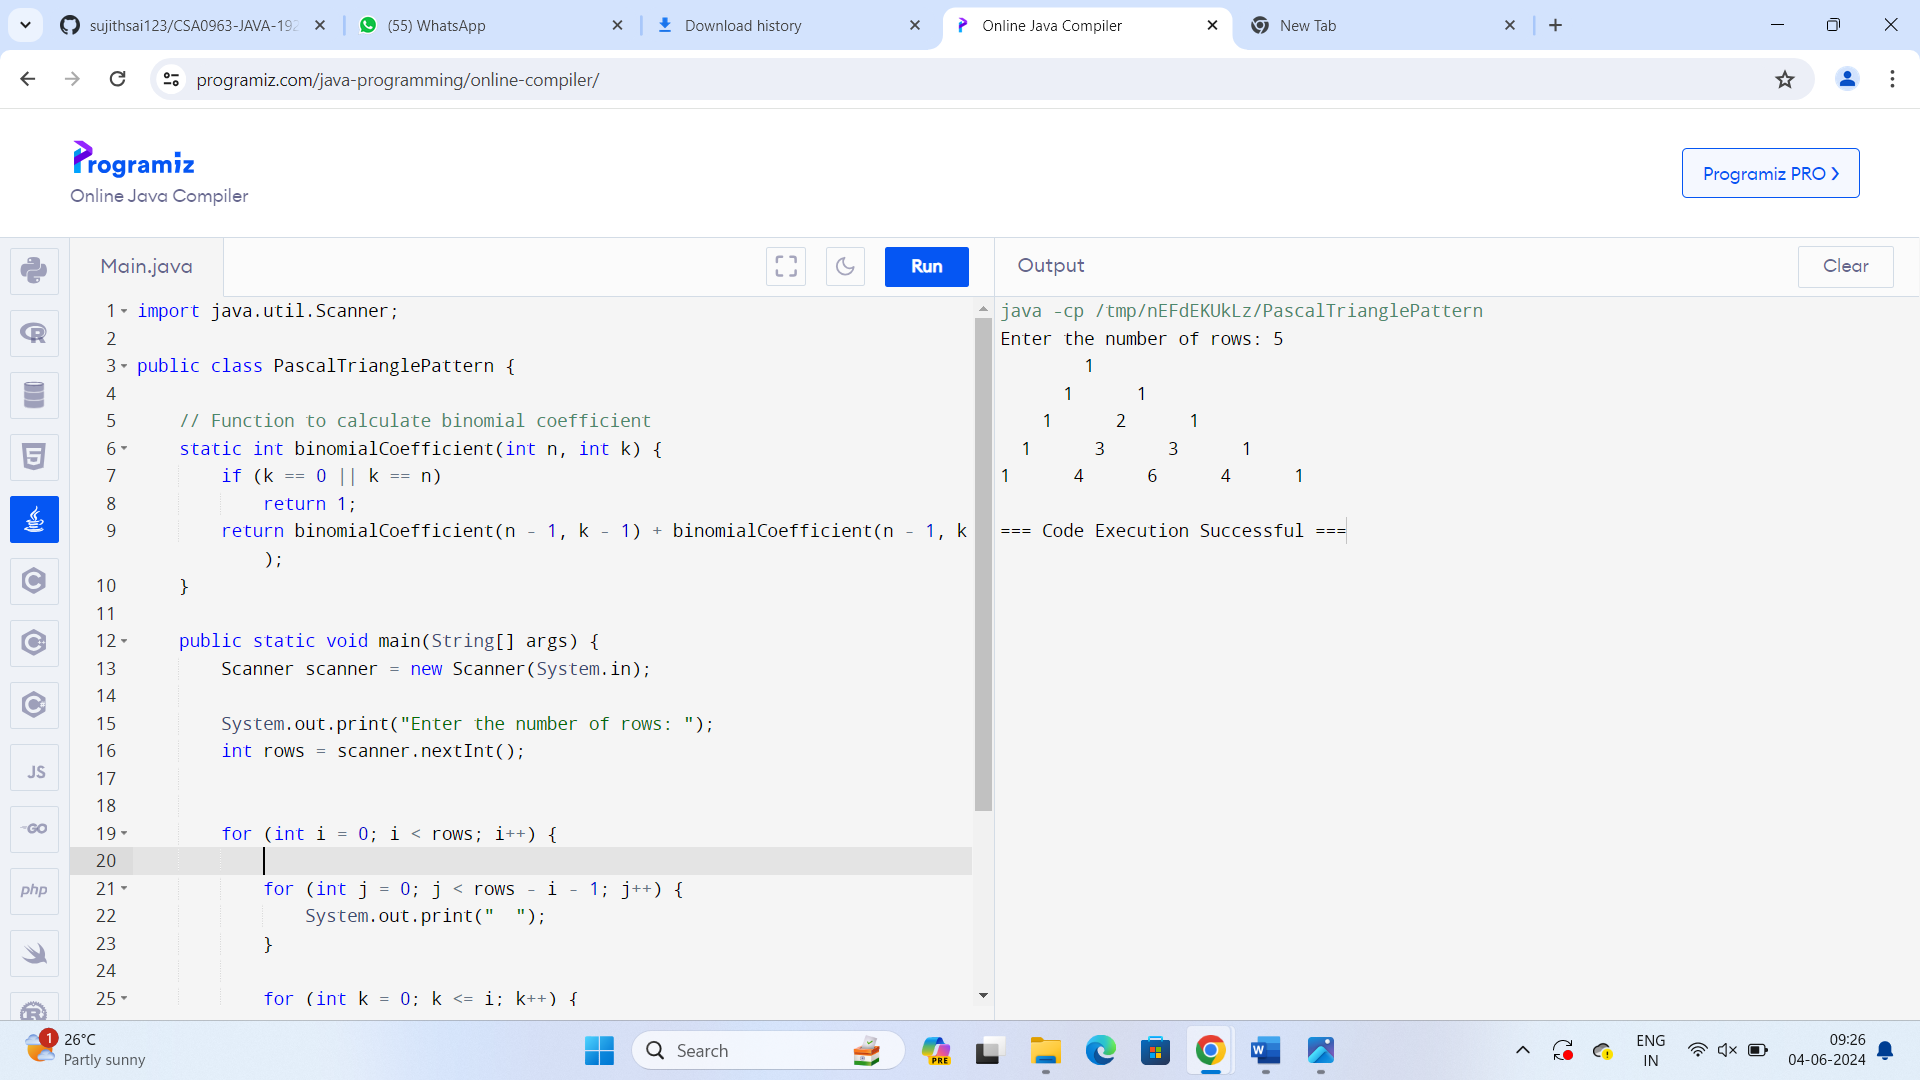 sujithsai123/CSA0963-JAVA-192
(55) WhatsApp
Download history
Online Java Compiler
New Tab
programiz.com/java-programming/online-compiler/
Programiz
Online Java Compiler
Programiz PRO
Main.java
Run
Output
Clear
1 import java.util.Scanner;
2
3 public class PascalTrianglePattern {
4
5     // Function to calculate binomial coefficient
6     static int binomialCoefficient(int n, int k) {
7         if (k == 0 || k == n)
8             return 1;
9         return binomialCoefficient(n - 1, k - 1) + binomialCoefficient(n - 1, k
            );
10     }
11
12     public static void main(String[] args) {
13         Scanner scanner = new Scanner(System.in);
14
15         System.out.print("Enter the number of rows: ");
16         int rows = scanner.nextInt();
17
18
19         for (int i = 0; i < rows; i++) {
20
21             for (int j = 0; j < rows - i - 1; j++) {
22                 System.out.print("  ");
23             }
24
25             for (int k = 0; k <= i; k++) {
java -cp /tmp/nEFdEKUkLz/PascalTrianglePattern
Enter the number of rows: 5
        1
      1      1
    1      2      1
  1      3      3      1
1      4      6      4      1
=== Code Execution Successful ===
JS
GO
php
1
26°C
Partly sunny
Search
PRE
ENG
IN
09:26
04-06-2024